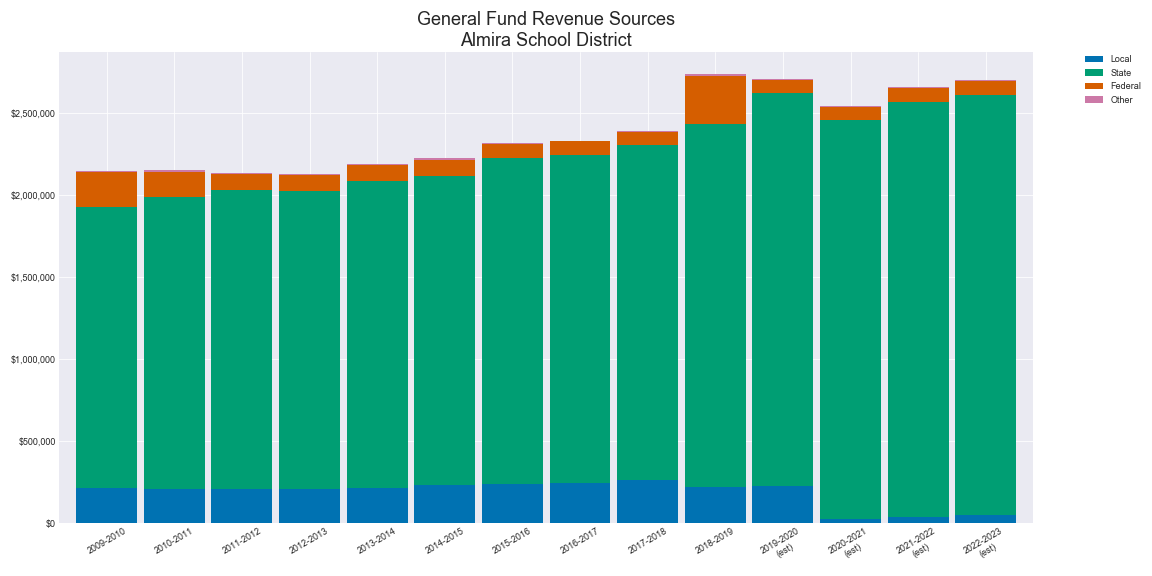 General Fund Revenue Sources
Almira School District
Local
State
Federal
Other
$2,500,000
$2,000,000
$1,500,000
$1,000,000
$500,000
$0
2009-2010
2010-2011
2011-2012
2012-2013
2013-2014
2014-2015
2015-2016
2016-2017
2017-2018
2018-2019
2019-2020
(est)
2020-2021
(est)
2021-2022
(est)
2022-2023
(est)